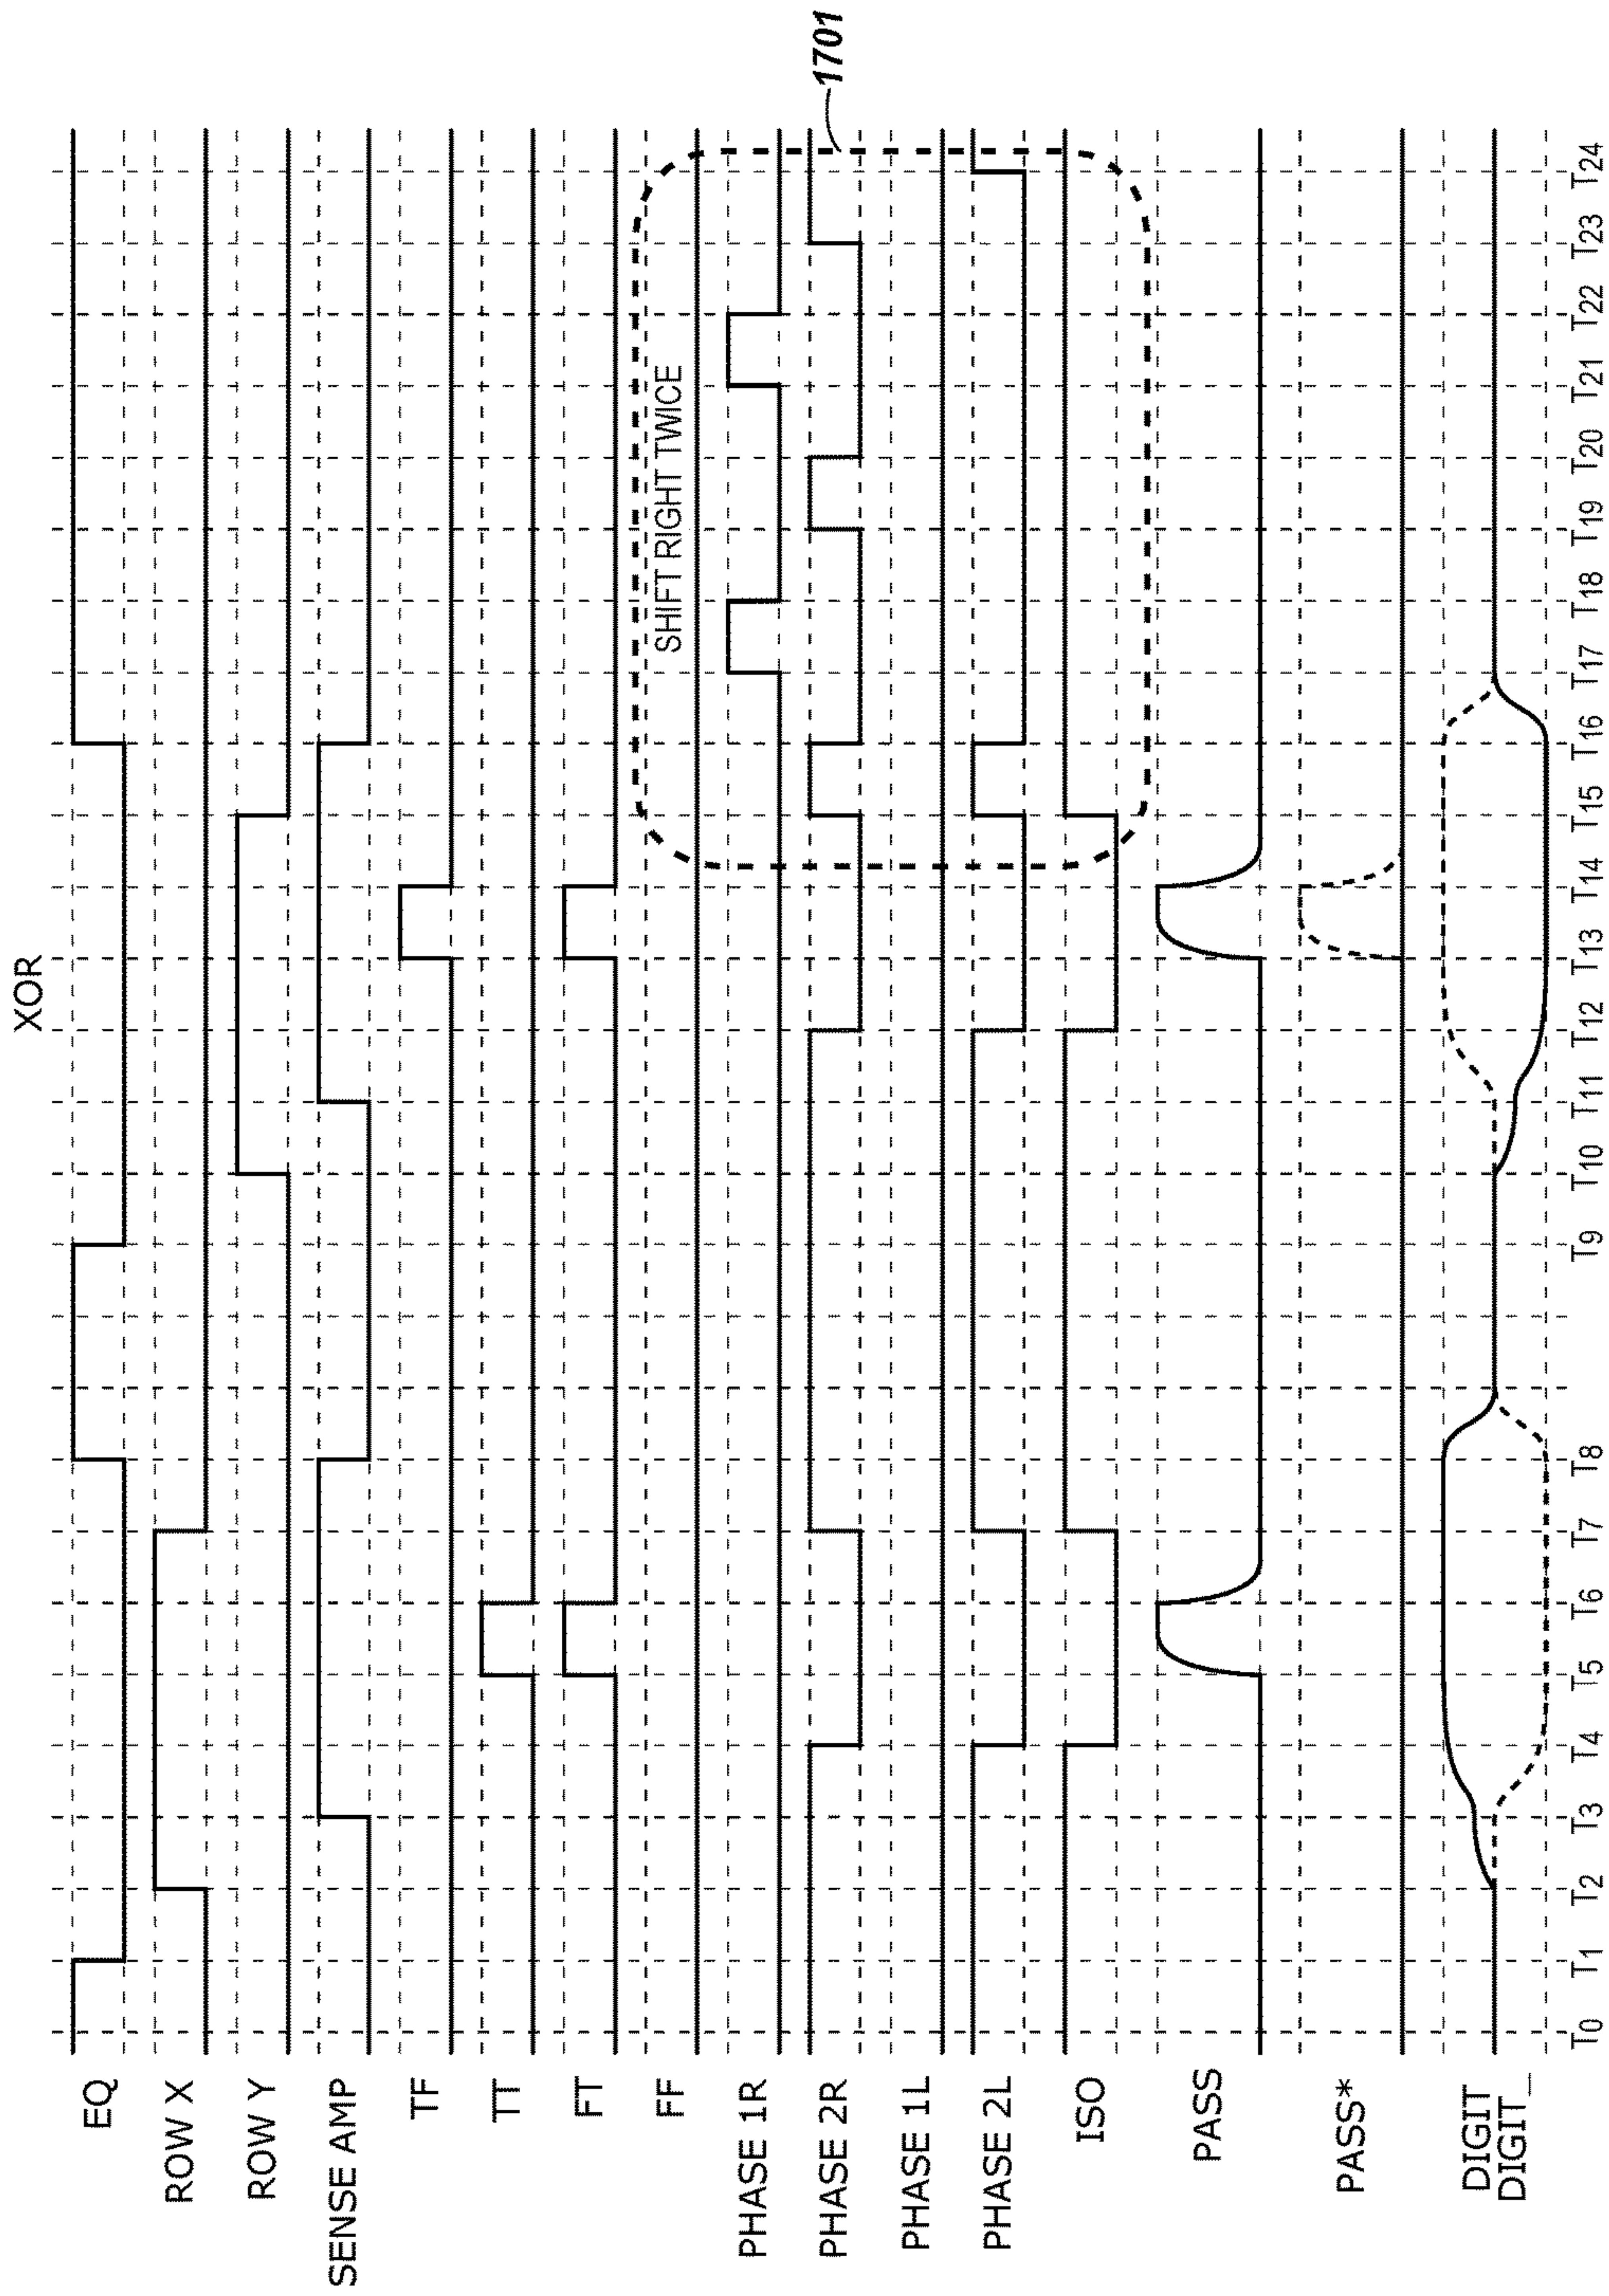 XOR
EQ
ROW X
ROW Y
SENSE AMP
TF
TT
FT
FF
SHIFT RIGHT TWICE
PHASE 1R
PHASE 2R
1701
PHASE 1L
PHASE 2L
ISO
PASS
PASS*
DIGIT
DIGIT_
T0 T1 T2 T3 T4 T5 T6 T7 T8 T9 T10 T11 T12 T13 T14 T15 T16 T17 T18 T19 T20 T21 T22 T23 T24